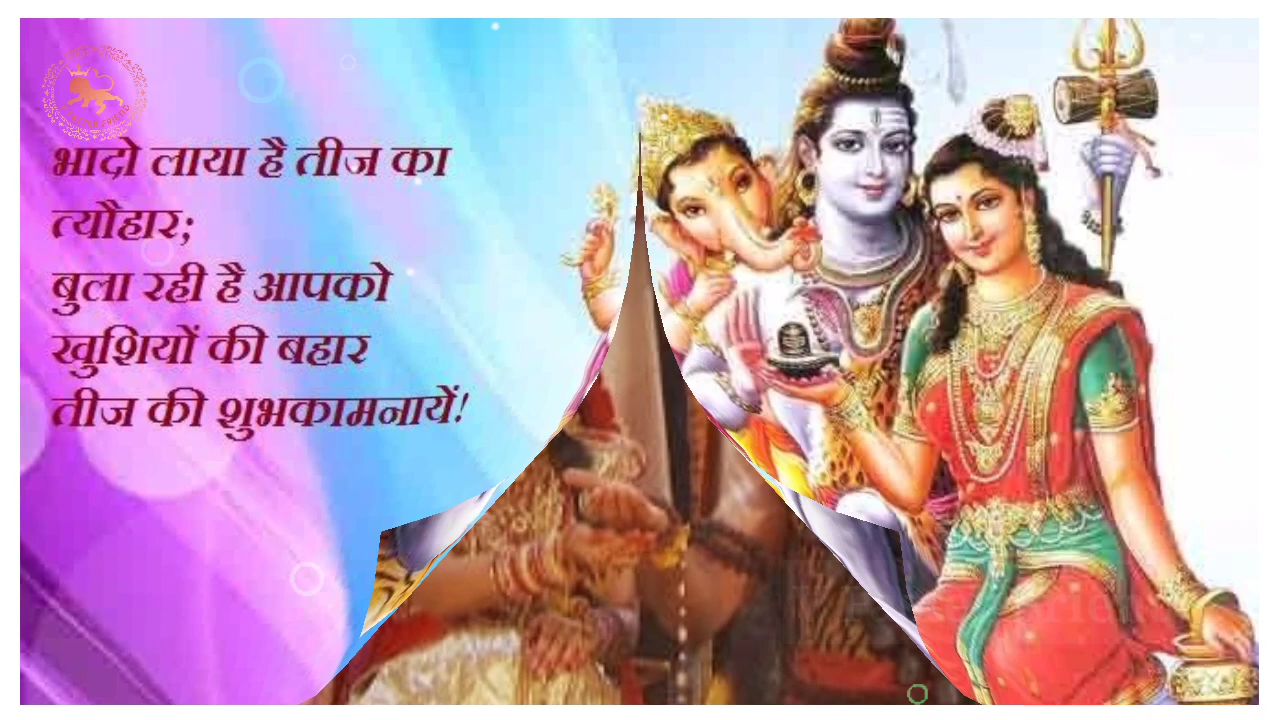 भादो लाया है तीज का
त्यौहार;
बुला रही है आपको
खुशियों की बहार
तीज की शुभकामनायें!